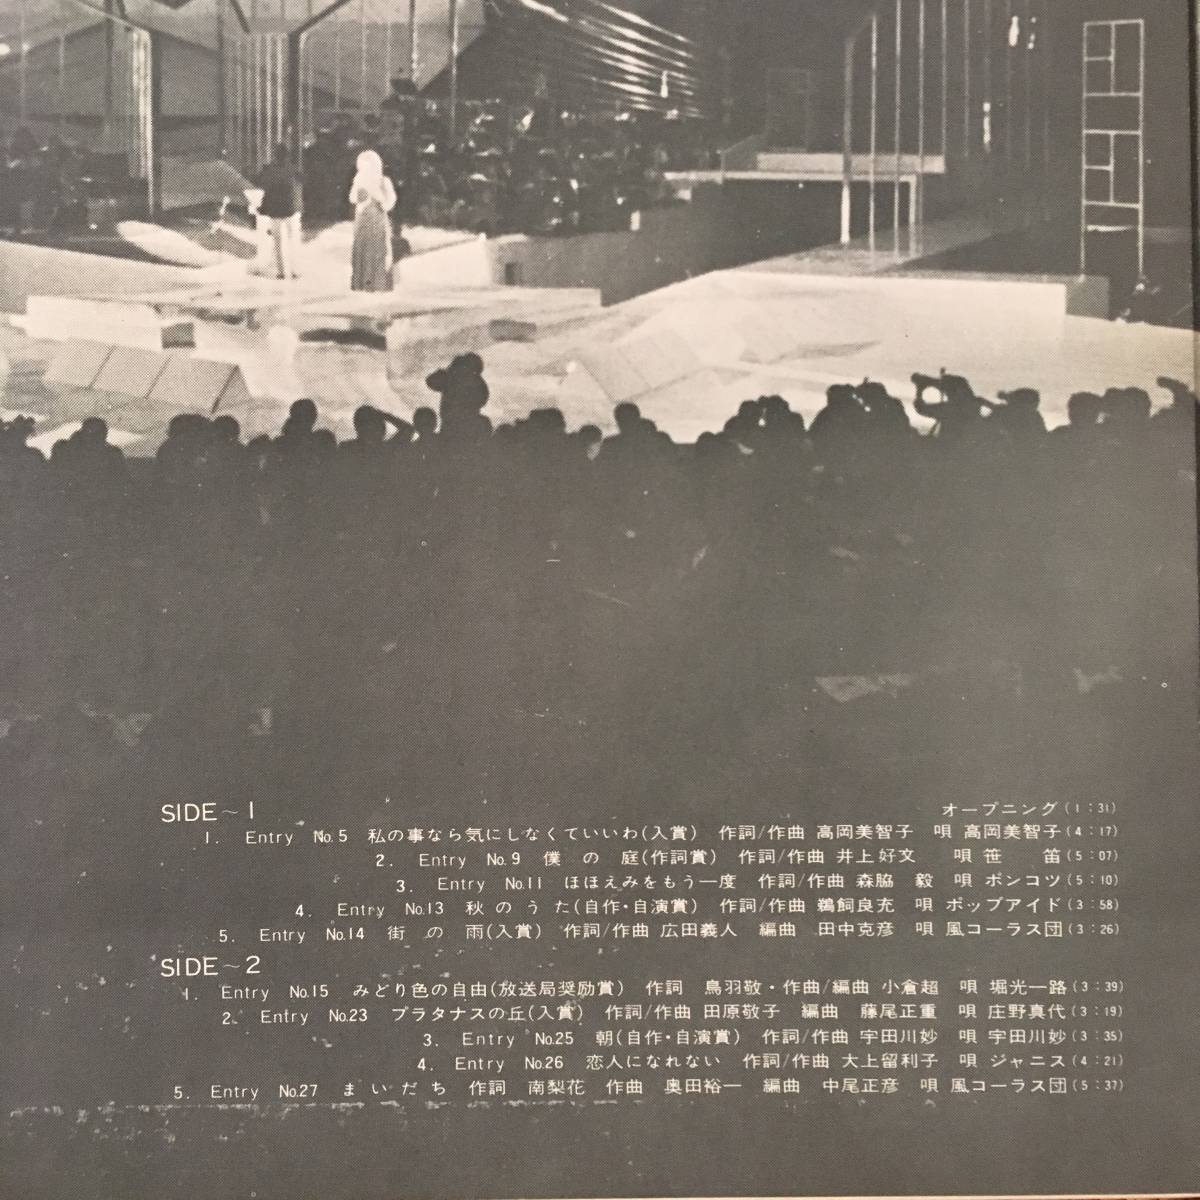 SIDE～1 オープニング(1:31)
1. Entry No.5 私の事なら気にしなくていいわ(入賞) 作詞/作曲 高岡美智子 唄 高岡美智子(4:17)
2. Entry No.9 僕の庭(作詞賞) 作詞/作曲 井上好文 唄 笹笛(5:07)
3. Entry No.11 ほほえみをもう一度 作詞/作曲 森脇毅 唄 ポンコツ(5:10)
4. Entry No.13 秋のうた(自作・自演賞) 作詞/作曲 鵜飼良充 唄 ポップアイド(3:58)
5. Entry No.14 街の雨(入賞) 作詞/作曲 広田義人 編曲 田中克彦 唄 風コーラス団(3:26)
SIDE～2
1. Entry No.15 みどり色の自由(放送局奨励賞) 作詞 鳥羽敬・作曲/編曲 小倉超 唄 堀光一路(3:39)
2. Entry No.23 プラタナスの丘(入賞) 作詞/作曲 田原敬子 編曲 藤尾正重 唄 庄野真代(3:19)
3. Entry No.25 朝(自作・自演賞) 作詞/作曲 宇田川妙 唄 宇田川妙(3:35)
4. Entry No.26 恋人になれない 作詞/作曲 大上留利子 唄 ジャニス(4:21)
5. Entry No.27 まいだち 作詞 南梨花 作曲 奥田裕一 編曲 中尾正彦 唄 風コーラス団(5:37)